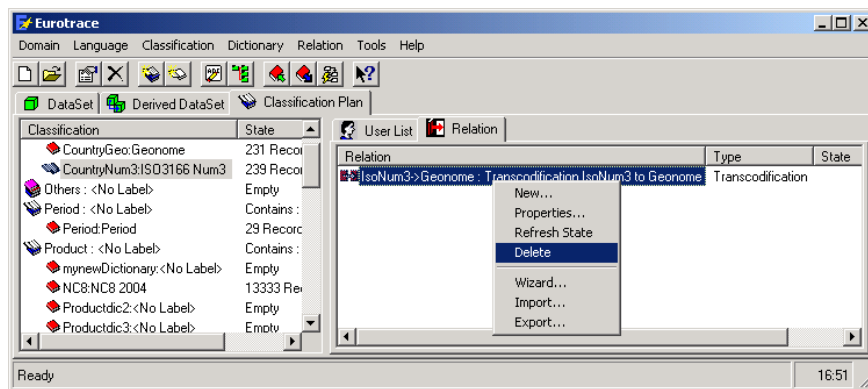 Eurotrace
Domain Language Classification Dictionary Relation Tools Help
DataSet Derived DataSet Classification Plan
Classification State
CountryGeo:Geonome 231 Recor
CountryNum3:ISO3166 Num3 239 Recor
Others : <No Label> Empty
Period : <No Label> Contains :
Period:Period 29 Record
Product : <No Label> Contains :
mynewDictionary:<No Label> Empty
NC8:NC8 2004 13333 Re
Productdic2:<No Label> Empty
Productdic3:<No Label> Empty
User List Relation
Relation Type State
IsoNum3->Geonome : Transcodification IsoNum3 to Geonome Transcodification
New...
Properties...
Refresh State
Delete
Wizard...
Import...
Export...
Ready 16:51